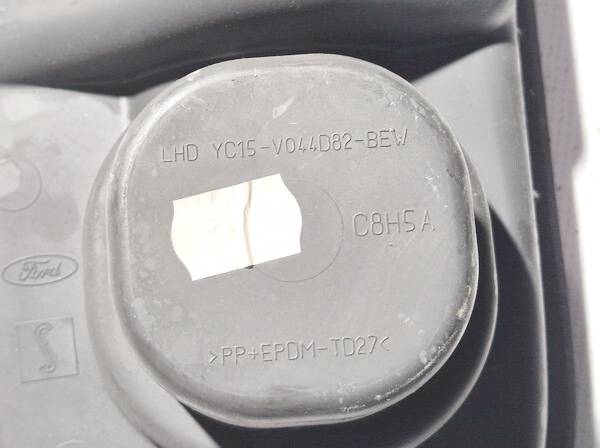 LHD YC15-V044D82-BEW
C8H5A
Ford
>PP+EPDM-TD27<